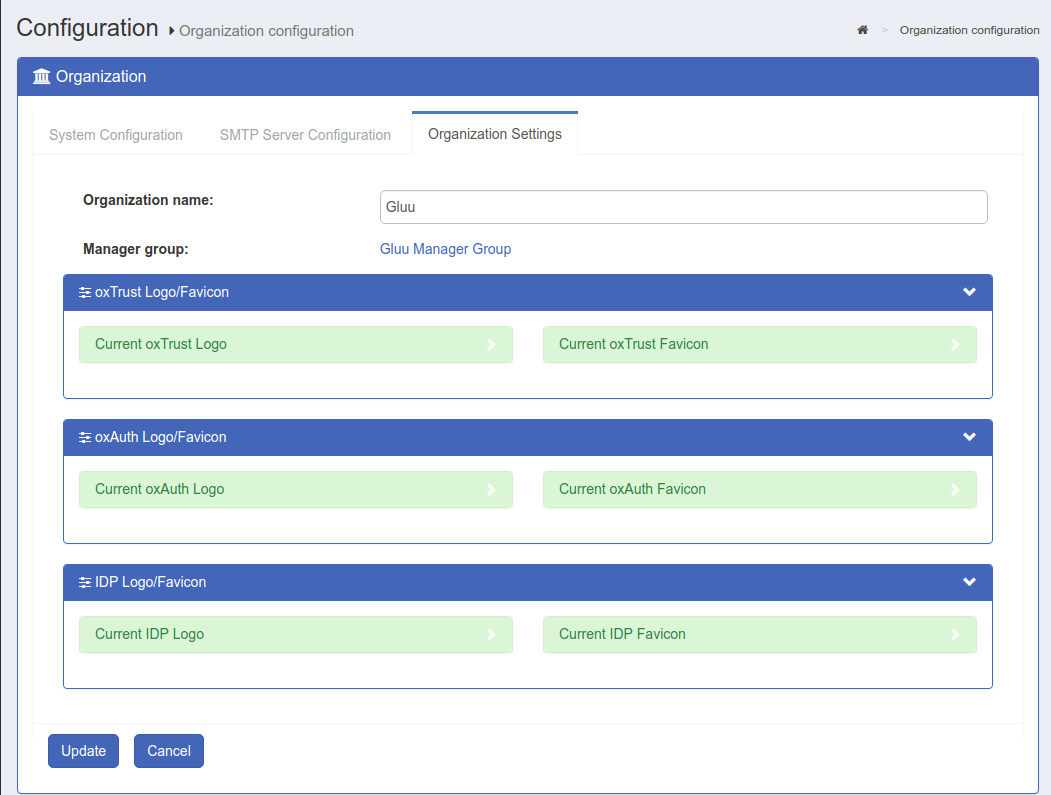 Configuration Organization configuration
> Organization configuration
Organization
System Configuration SMTP Server Configuration Organization Settings
Organization name: Gluu
Manager group: Gluu Manager Group
oxTrust Logo/Favicon
Current oxTrust Logo Current oxTrust Favicon
oxAuth Logo/Favicon
Current oxAuth Logo Current oxAuth Favicon
IDP Logo/Favicon
Current IDP Logo Current IDP Favicon
Update Cancel